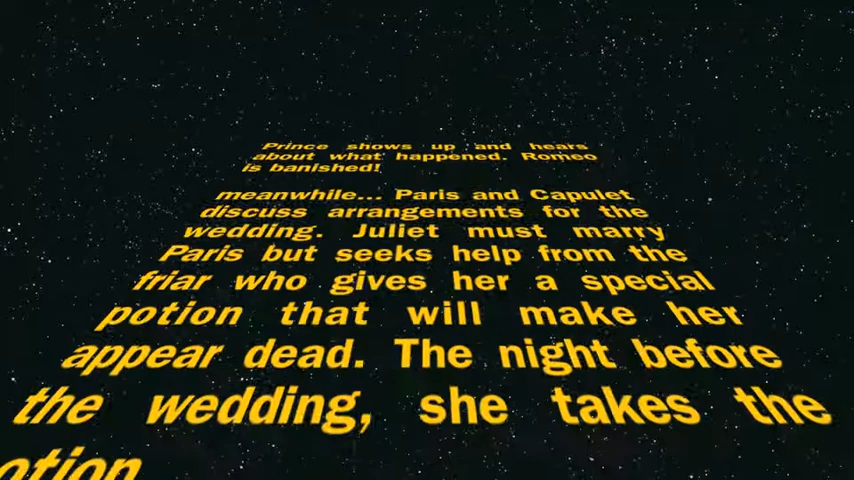 Prince shows up and hears
about what happened. Romeo
is banished!
meanwhile... Paris and Capulet
discuss arrangements for the
wedding. Juliet must marry
Paris but seeks help from the
friar who gives her a special
potion that will make her
appear dead. The night before
the wedding, she takes the
otion